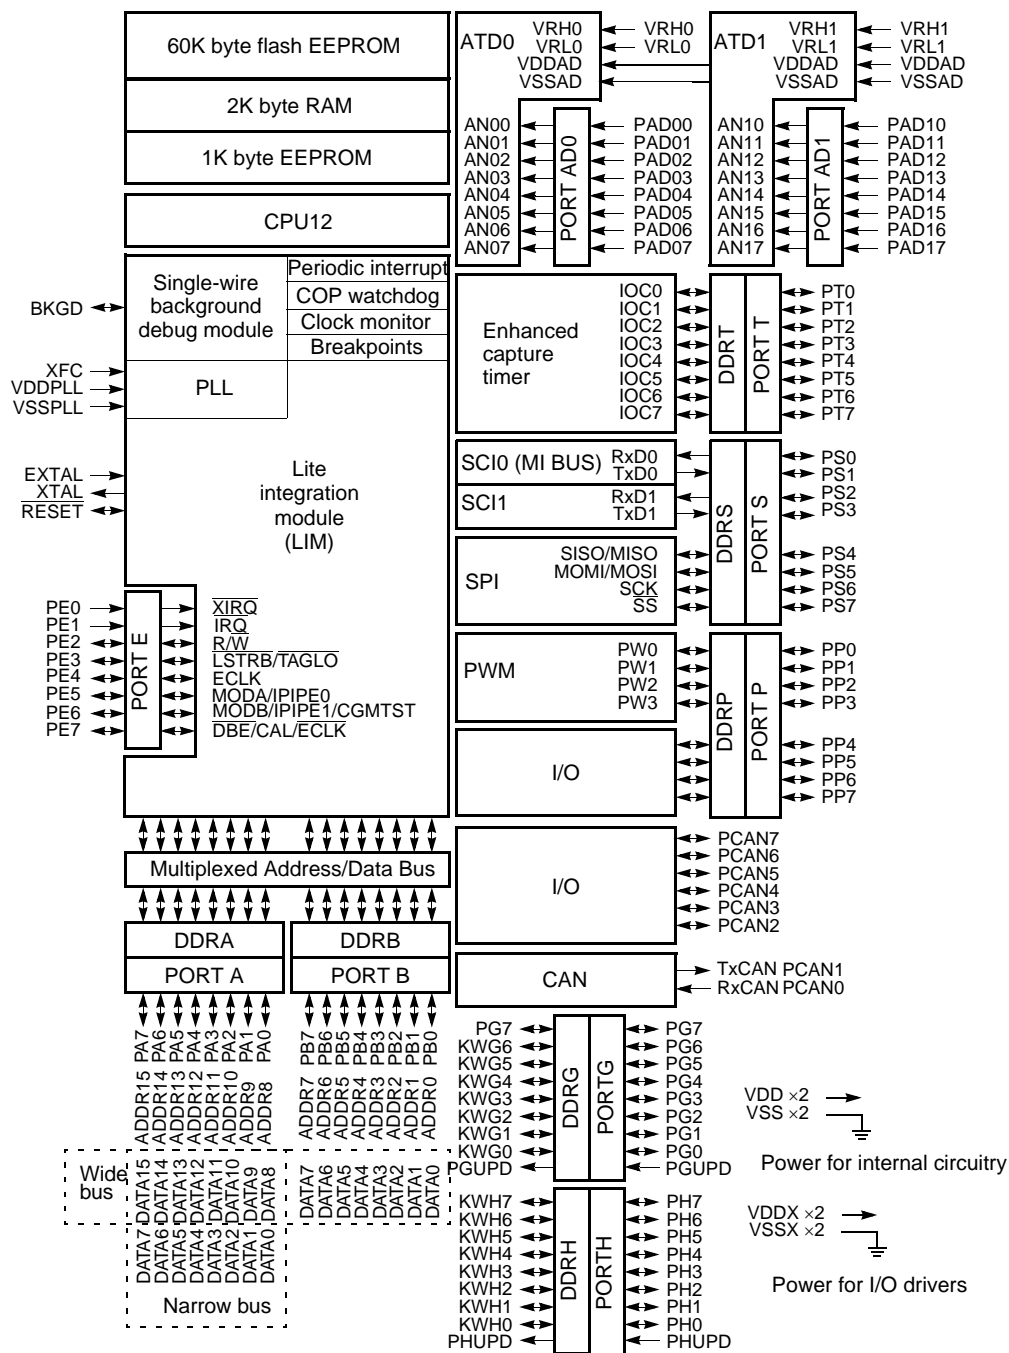 60K byte flash EEPROM
2K byte RAM
1K byte EEPROM
CPU12
Single-wire
background
debug module
Periodic interrupt
COP watchdog
Clock monitor
Breakpoints
PLL
BKGD
XFC
VDDPLL
VSSPLL
EXTAL
XTAL
RESET
Lite
integration
module
(LIM)
PE0
PE1
PE2
PE3
PE4
PE5
PE6
PE7
PORT E
XIRQ
IRQ
R/W
LSTRB/TAGLO
ECLK
MODA/IPIPE0
MODB/IPIPE1/CGMTST
DBE/CAL/ECLK
Multiplexed Address/Data Bus
DDRA
PORT A
DDRB
PORT B
PA7
PA6
PA5
PA4
PA3
PA2
PA1
PA0
PB7
PB6
PB5
PB4
PB3
PB2
PB1
PB0
ADDR15
ADDR14
ADDR13
ADDR12
ADDR11
ADDR10
ADDR9
ADDR8
ADDR7
ADDR6
ADDR5
ADDR4
ADDR3
ADDR2
ADDR1
ADDR0
Wide
bus
DATA15
DATA14
DATA13
DATA12
DATA11
DATA10
DATA9
DATA8
DATA7
DATA6
DATA5
DATA4
DATA3
DATA2
DATA1
DATA0
DATA7
DATA6
DATA5
DATA4
DATA3
DATA2
DATA1
DATA0
Narrow bus
ATD0
VRH0
VRL0
VDDAD
VSSAD
VRH0
VRL0
AN00
AN01
AN02
AN03
AN04
AN05
AN06
AN07
PORT AD0
PAD00
PAD01
PAD02
PAD03
PAD04
PAD05
PAD06
PAD07
ATD1
VRH1
VRL1
VDDAD
VSSAD
VRH1
VRL1
VDDAD
VSSAD
AN10
AN11
AN12
AN13
AN14
AN15
AN16
AN17
PORT AD1
PAD10
PAD11
PAD12
PAD13
PAD14
PAD15
PAD16
PAD17
Enhanced
capture
timer
IOC0
IOC1
IOC2
IOC3
IOC4
IOC5
IOC6
IOC7
DDRT
PORT T
PT0
PT1
PT2
PT3
PT4
PT5
PT6
PT7
SCI0 (MI BUS)
RxD0
TxD0
SCI1
RxD1
TxD1
SPI
SISO/MISO
MOMI/MOSI
SCK
SS
DDRS
PORT S
PS0
PS1
PS2
PS3
PS4
PS5
PS6
PS7
PWM
PW0
PW1
PW2
PW3
I/O
DDRP
PORT P
PP0
PP1
PP2
PP3
PP4
PP5
PP6
PP7
I/O
PCAN7
PCAN6
PCAN5
PCAN4
PCAN3
PCAN2
CAN
TxCAN PCAN1
RxCAN PCAN0
PG7
KWG6
KWG5
KWG4
KWG3
KWG2
KWG1
KWG0
PGUPD
DDRG
PORTG
PG7
PG6
PG5
PG4
PG3
PG2
PG1
PG0
PGUPD
KWH7
KWH6
KWH5
KWH4
KWH3
KWH2
KWH1
KWH0
PHUPD
DDRH
PORTH
PH7
PH6
PH5
PH4
PH3
PH2
PH1
PH0
PHUPD
VDD ×2
VSS ×2
Power for internal circuitry
VDDX ×2
VSSX ×2
Power for I/O drivers